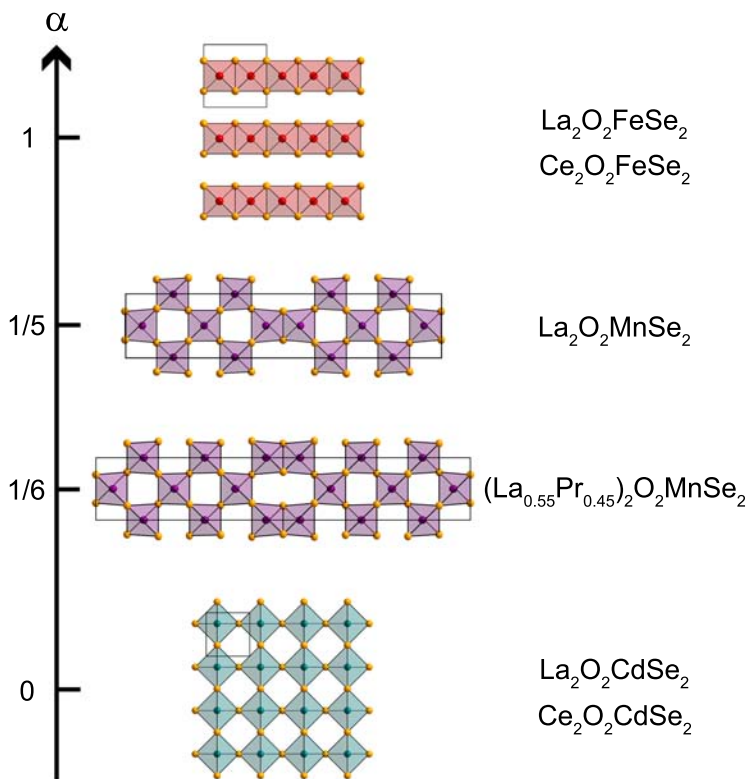 α
1
La₂O₂FeSe₂
Ce₂O₂FeSe₂
1/5
La₂O₂MnSe₂
1/6
(La₀.₅₅Pr₀.₄₅)₂O₂MnSe₂
0
La₂O₂CdSe₂
Ce₂O₂CdSe₂